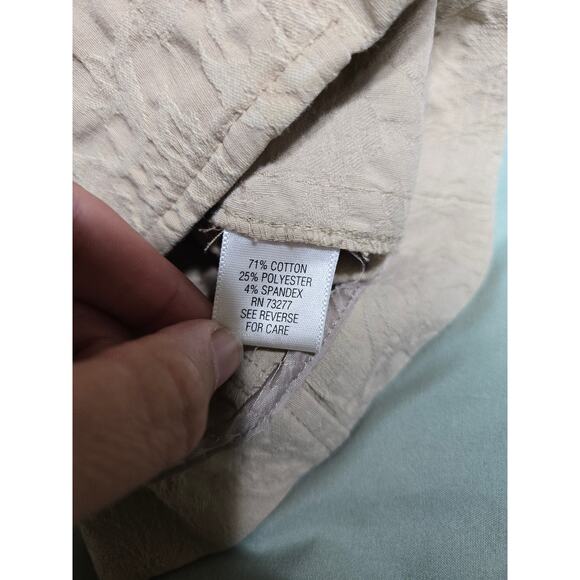 71% COTTON
25% POLYESTER
4% SPANDEX
RN 73277
SEE REVERSE
FOR CARE